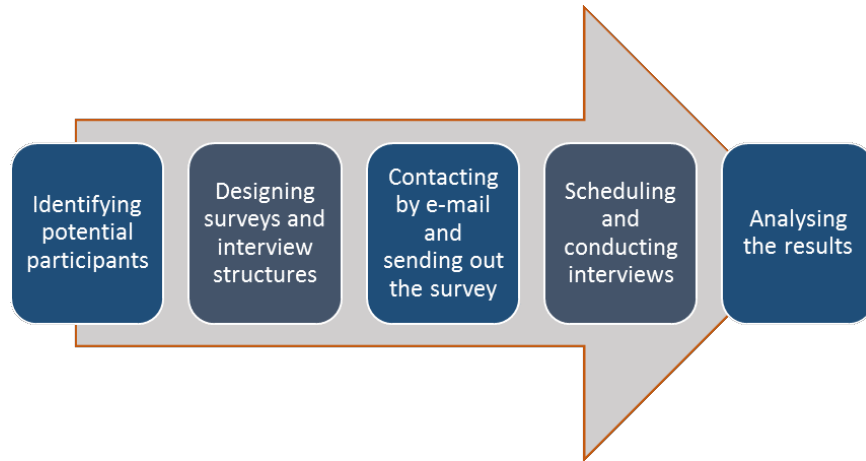 Identifying
potential
participants
Designing
surveys and
interview
structures
Contacting
by e-mail
and
sending out
the survey
Scheduling
and
conducting
interviews
Analysing
the results